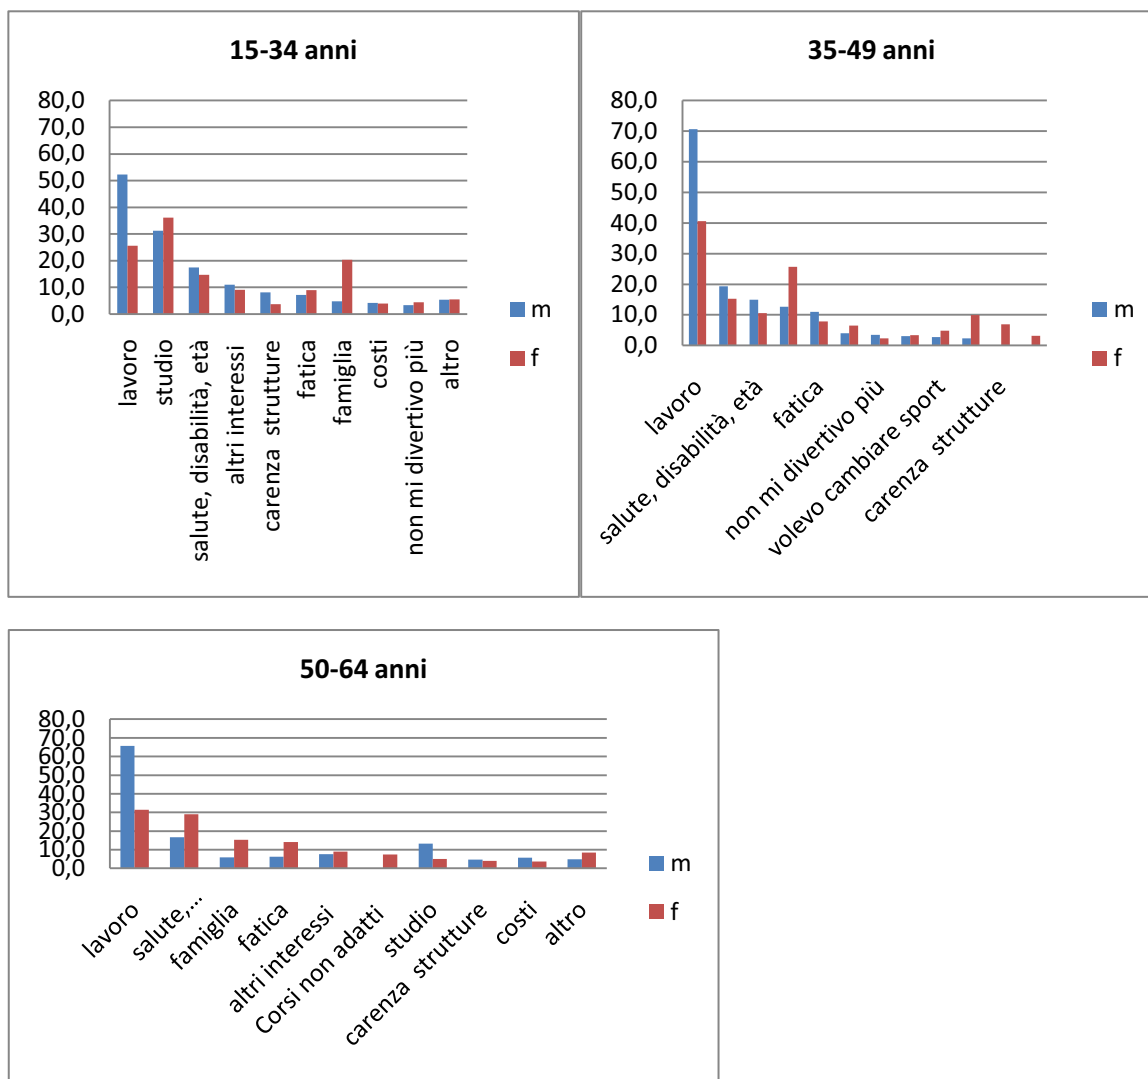 15-34 anni
80,0
70,0
60,0
50,0
40,0
30,0
20,0
10,0
0,0
lavoro
studio
salute, disabilità, età
altri interessi
carenza strutture
fatica
famiglia
costi
non mi divertivo più
altro
m
f
35-49 anni
80,0
70,0
60,0
50,0
40,0
30,0
20,0
10,0
0,0
lavoro
salute, disabilità, età
fatica
non mi divertivo più
volevo cambiare sport
carenza strutture
m
f
50-64 anni
80,0
70,0
60,0
50,0
40,0
30,0
20,0
10,0
0,0
lavoro
salute,...
famiglia
fatica
altri interessi
Corsi non adatti
studio
carenza strutture
costi
altro
m
f